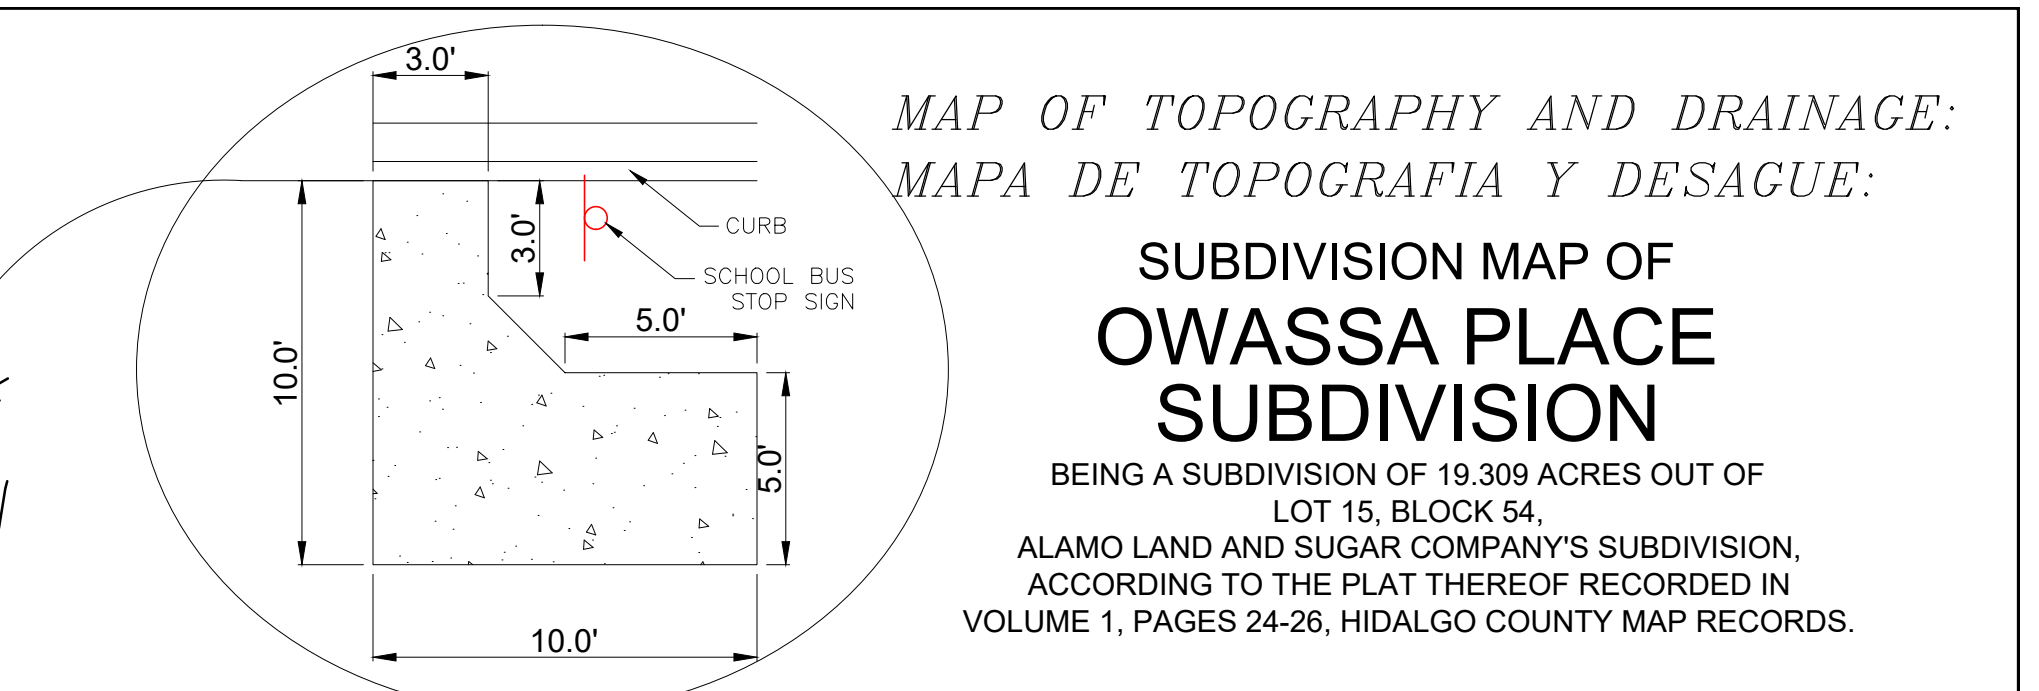 3.0'
CURB
3.0'
SCHOOL BUS
STOP SIGN
5.0'
10.0'
5.0'
10.0'
MAP OF TOPOGRAPHY AND DRAINAGE:
MAPA DE TOPOGRAFIA Y DESAGUE:
SUBDIVISION MAP OF
OWASSA PLACE
SUBDIVISION
BEING A SUBDIVISION OF 19.309 ACRES OUT OF
LOT 15, BLOCK 54,
ALAMO LAND AND SUGAR COMPANY'S SUBDIVISION,
ACCORDING TO THE PLAT THEREOF RECORDED IN
VOLUME 1, PAGES 24-26, HIDALGO COUNTY MAP RECORDS.